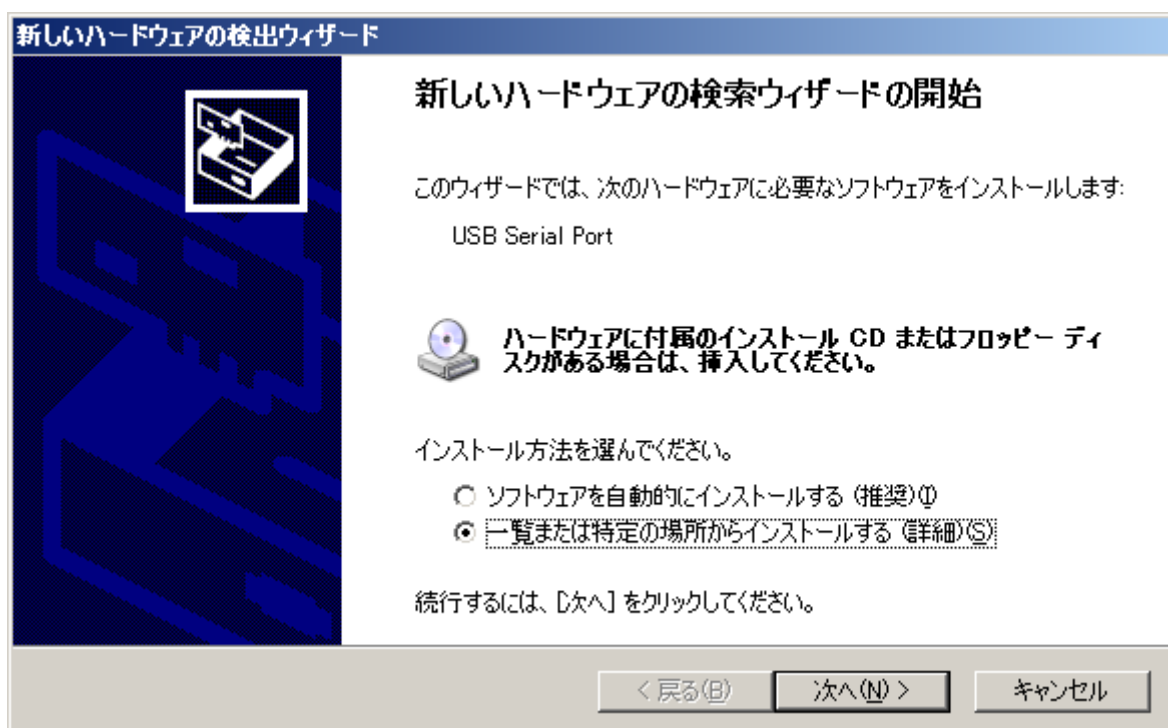 新しいハードウェアの検出ウィザード
新しいハードウェアの検索ウィザードの開始
このウィザードでは、次のハードウェアに必要なソフトウェアをインストールします:
USB Serial Port
ハードウェアに付属のインストール CD またはフロッピー ディ
スクがある場合は、挿入してください。
インストール方法を選んでください。
ソフトウェアを自動的にインストールする (推奨)(I)
一覧または特定の場所からインストールする (詳細)(S)
続行するには、[次へ] をクリックしてください。
< 戻る(B)
次へ(N) >
キャンセル